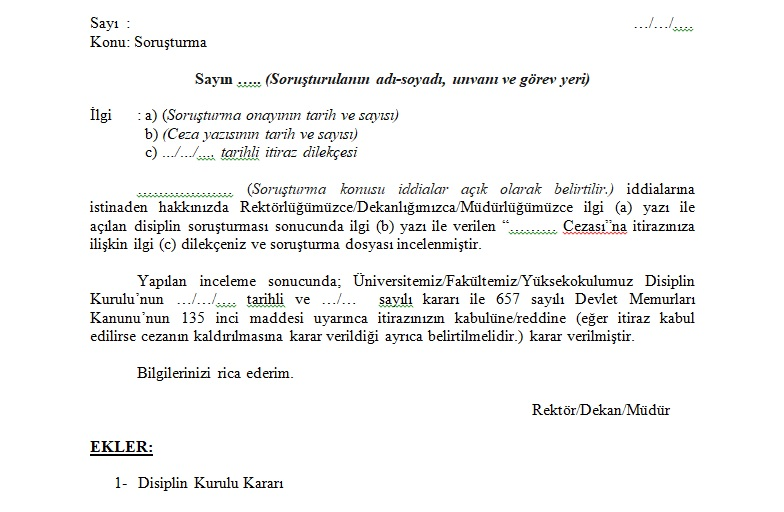 Sayı :	…/…/….
Konu: Soruşturma
Sayın ….. (Soruşturulanın adı-soyadı, unvanı ve görev yeri)
İlgi : a) (Soruşturma onayının tarih ve sayısı)
b) (Ceza yazısının tarih ve sayısı)
c) …/…/…. tarihli itiraz dilekçesi
………………… (Soruşturma konusu iddialar açık olarak belirtilir.) iddialarına
istinaden hakkınızda Rektörlüğümüzce/Dekanlığımızca/Müdürlüğümüzce ilgi (a) yazı ile
açılan disiplin soruşturması sonucunda ilgi (b) yazı ile verilen “………. Cezası”na itirazınıza
ilişkin ilgi (c) dilekçeniz ve soruşturma dosyası incelenmiştir.
Yapılan inceleme sonucunda; Üniversitemiz/Fakültemiz/Yüksekokulumuz Disiplin
Kurulu’nun …/…/…. tarihli ve …/… sayılı kararı ile 657 sayılı Devlet Memurları
Kanunu’nun 135 inci maddesi uyarınca itirazınızın kabulüne/reddine (eğer itiraz kabul
edilirse cezanın kaldırılmasına karar verildiği ayrıca belirtilmelidir.) karar verilmiştir.
Bilgilerinizi rica ederim.
Rektör/Dekan/Müdür
EKLER:
1- Disiplin Kurulu Kararı